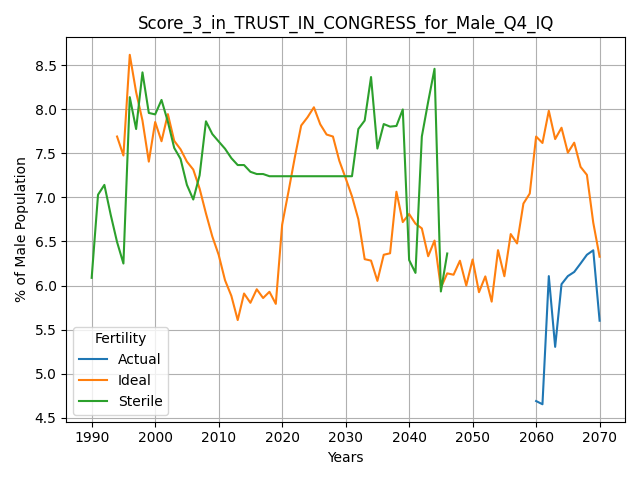 Score_3_in_TRUST_IN_CONGRESS_for_Male_Q4_IQ
% of Male Population
8.5
8.0
7.5
7.0
6.5
6.0
5.5
5.0
4.5
Fertility
Actual
Ideal
Sterile
1990 2000 2010 2020 2030 2040 2050 2060 2070
Years